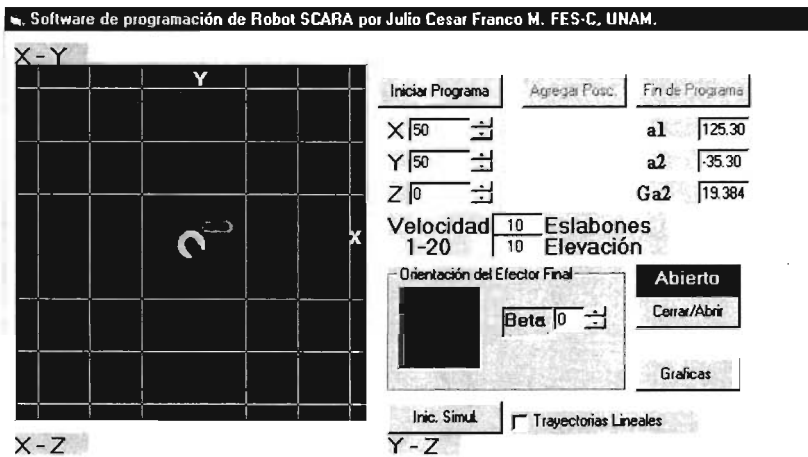 Software de programación de Robot SCARA por Julio Cesar Franco M. FES-C, UNAM.
X-Y
Y
X
Iniciar Programa
Agregar Posc.
Fin de Programa
X 50
a1 125.30
Y 50
a2 -35.30
Z 0
Ga2 19.384
Velocidad 10 Eslabones
1-20 10 Elevación
Orientación del Efector Final
Beta 0
Abierto
Cerrar/Abrir
Graficas
Inic. Simul.
Trayectorias Lineales
X-Z
Y-Z